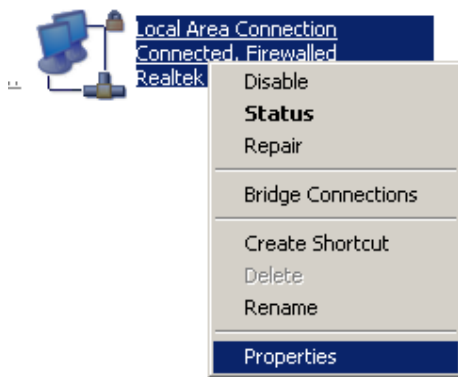 Local Area Connection
Connected, Firewalled
Realtek
Disable
Status
Repair
Bridge Connections
Create Shortcut
Delete
Rename
Properties